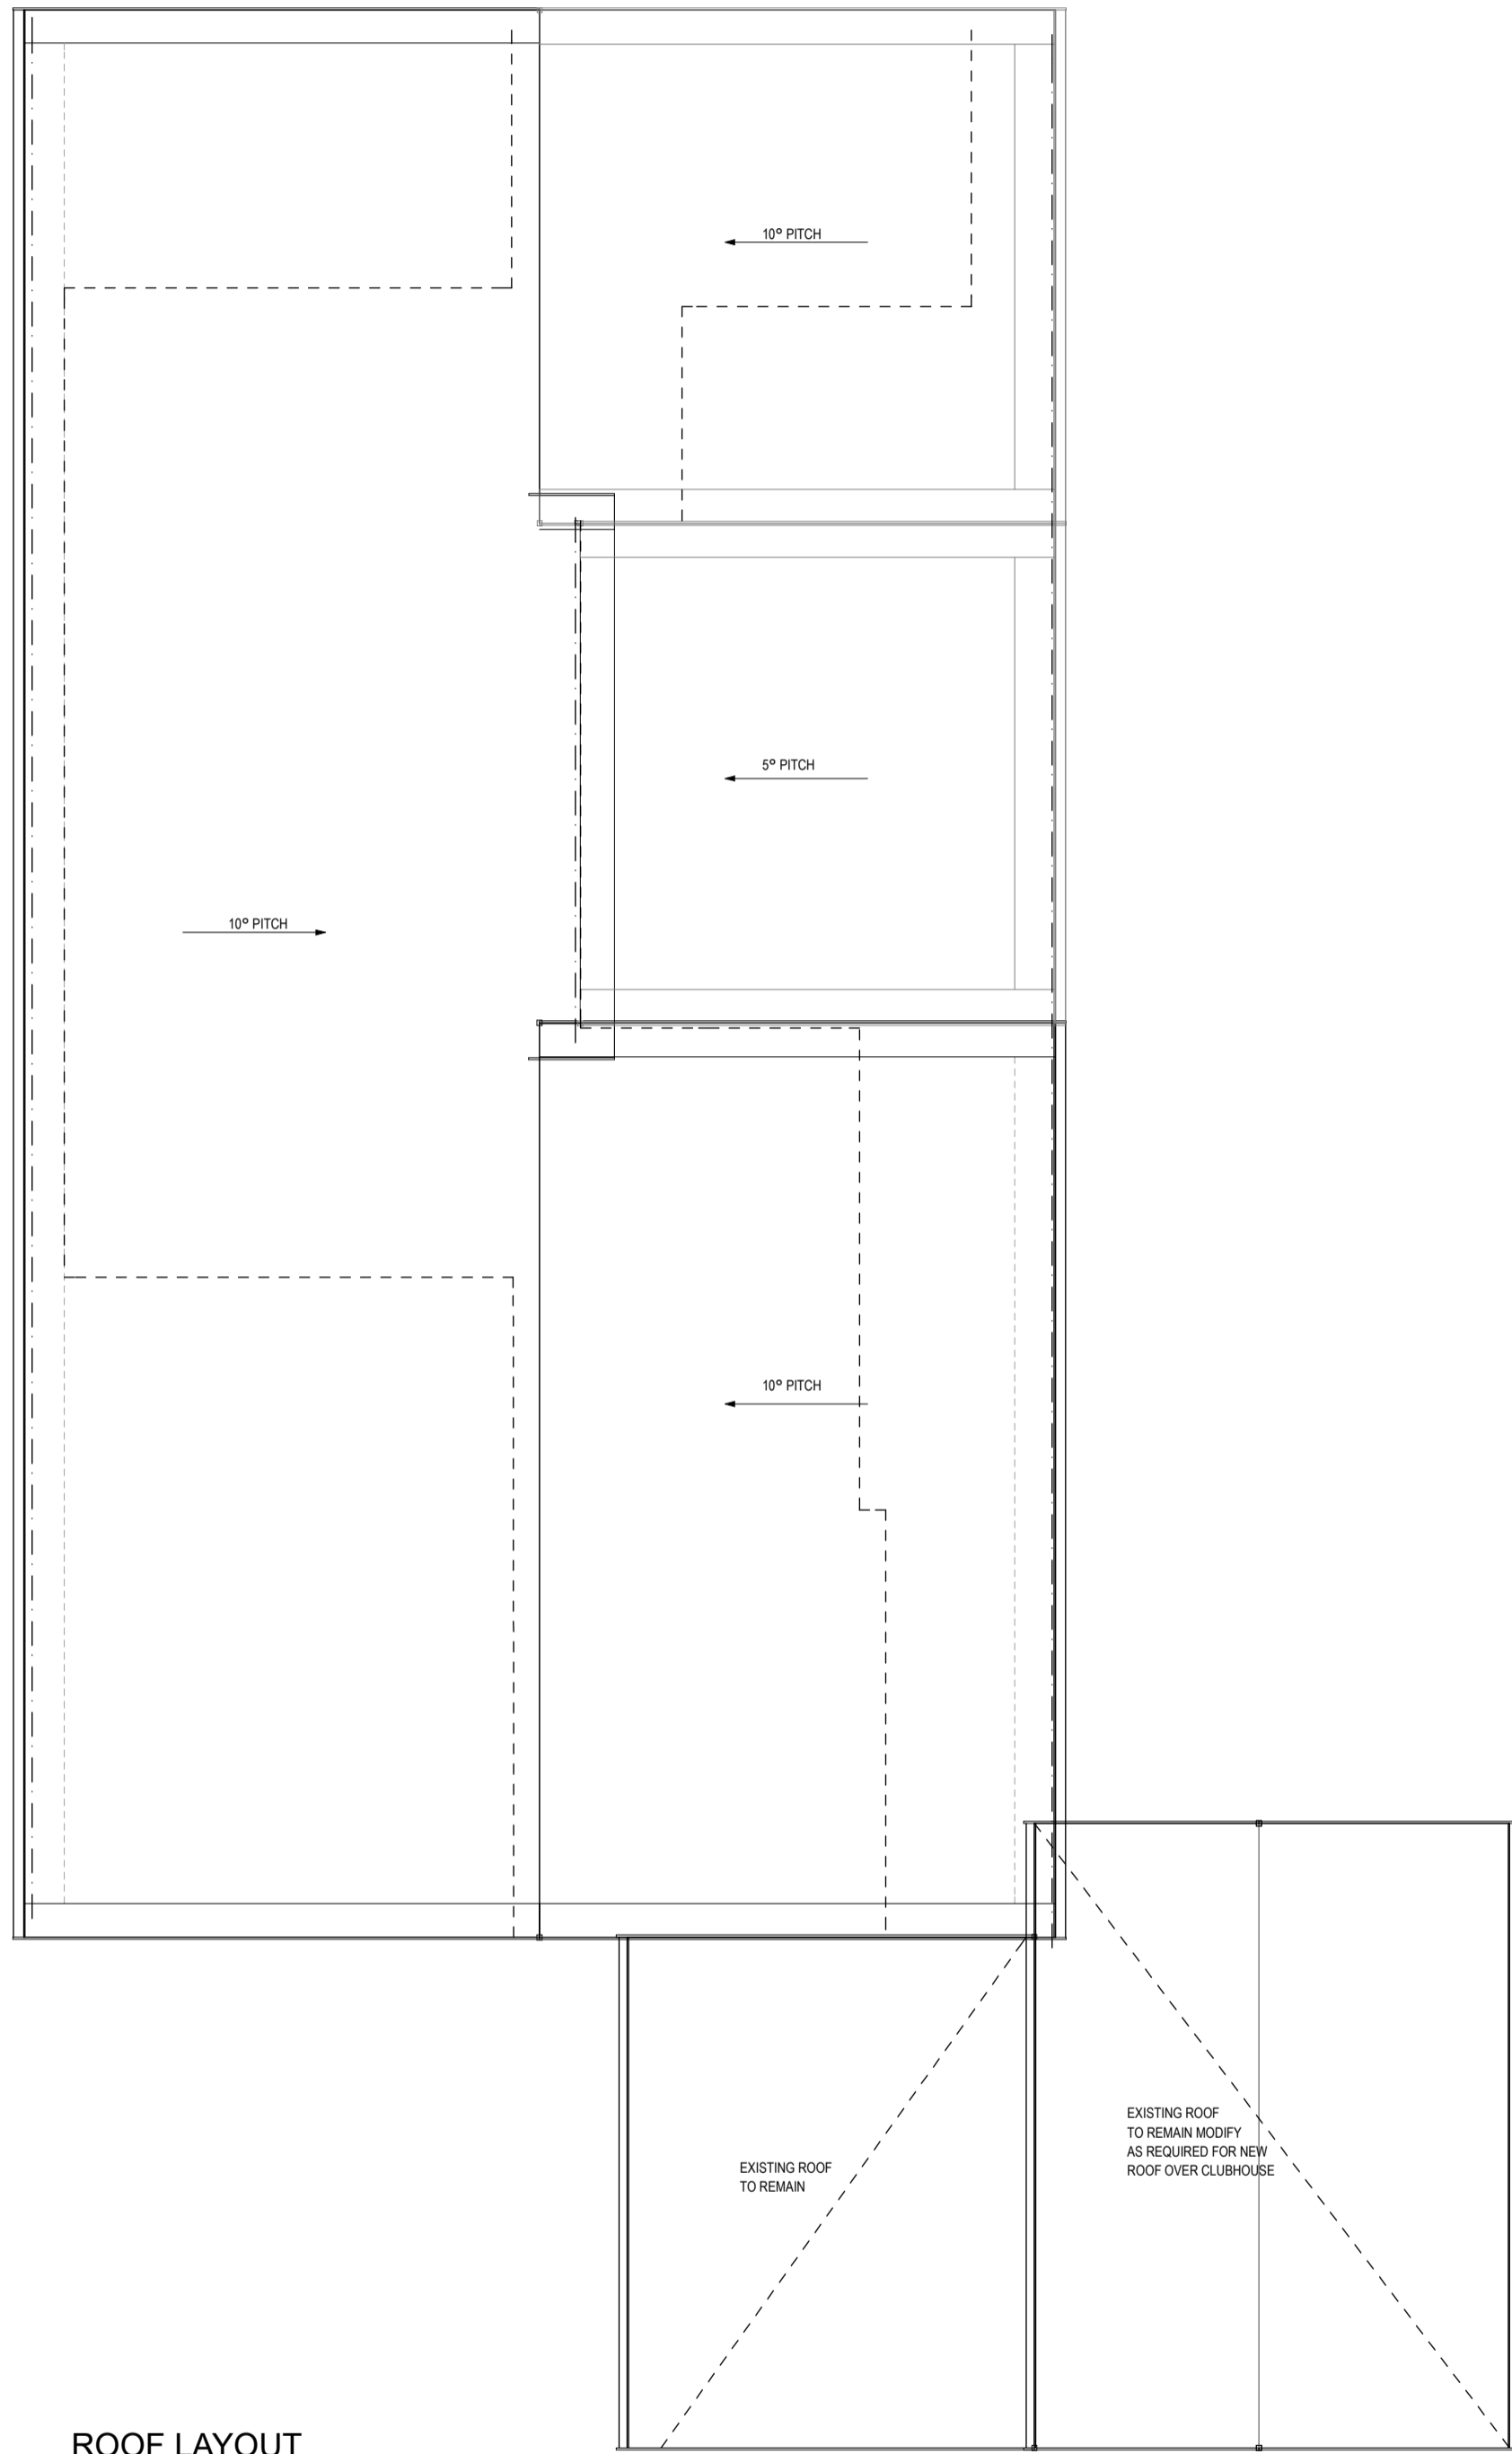 10° PITCH
5° PITCH
10° PITCH
10° PITCH
EXISTING ROOF
TO REMAIN MODIFY
AS REQUIRED FOR NEW
ROOF OVER CLUBHOUSE
EXISTING ROOF
TO REMAIN
ROOF LAYOUT